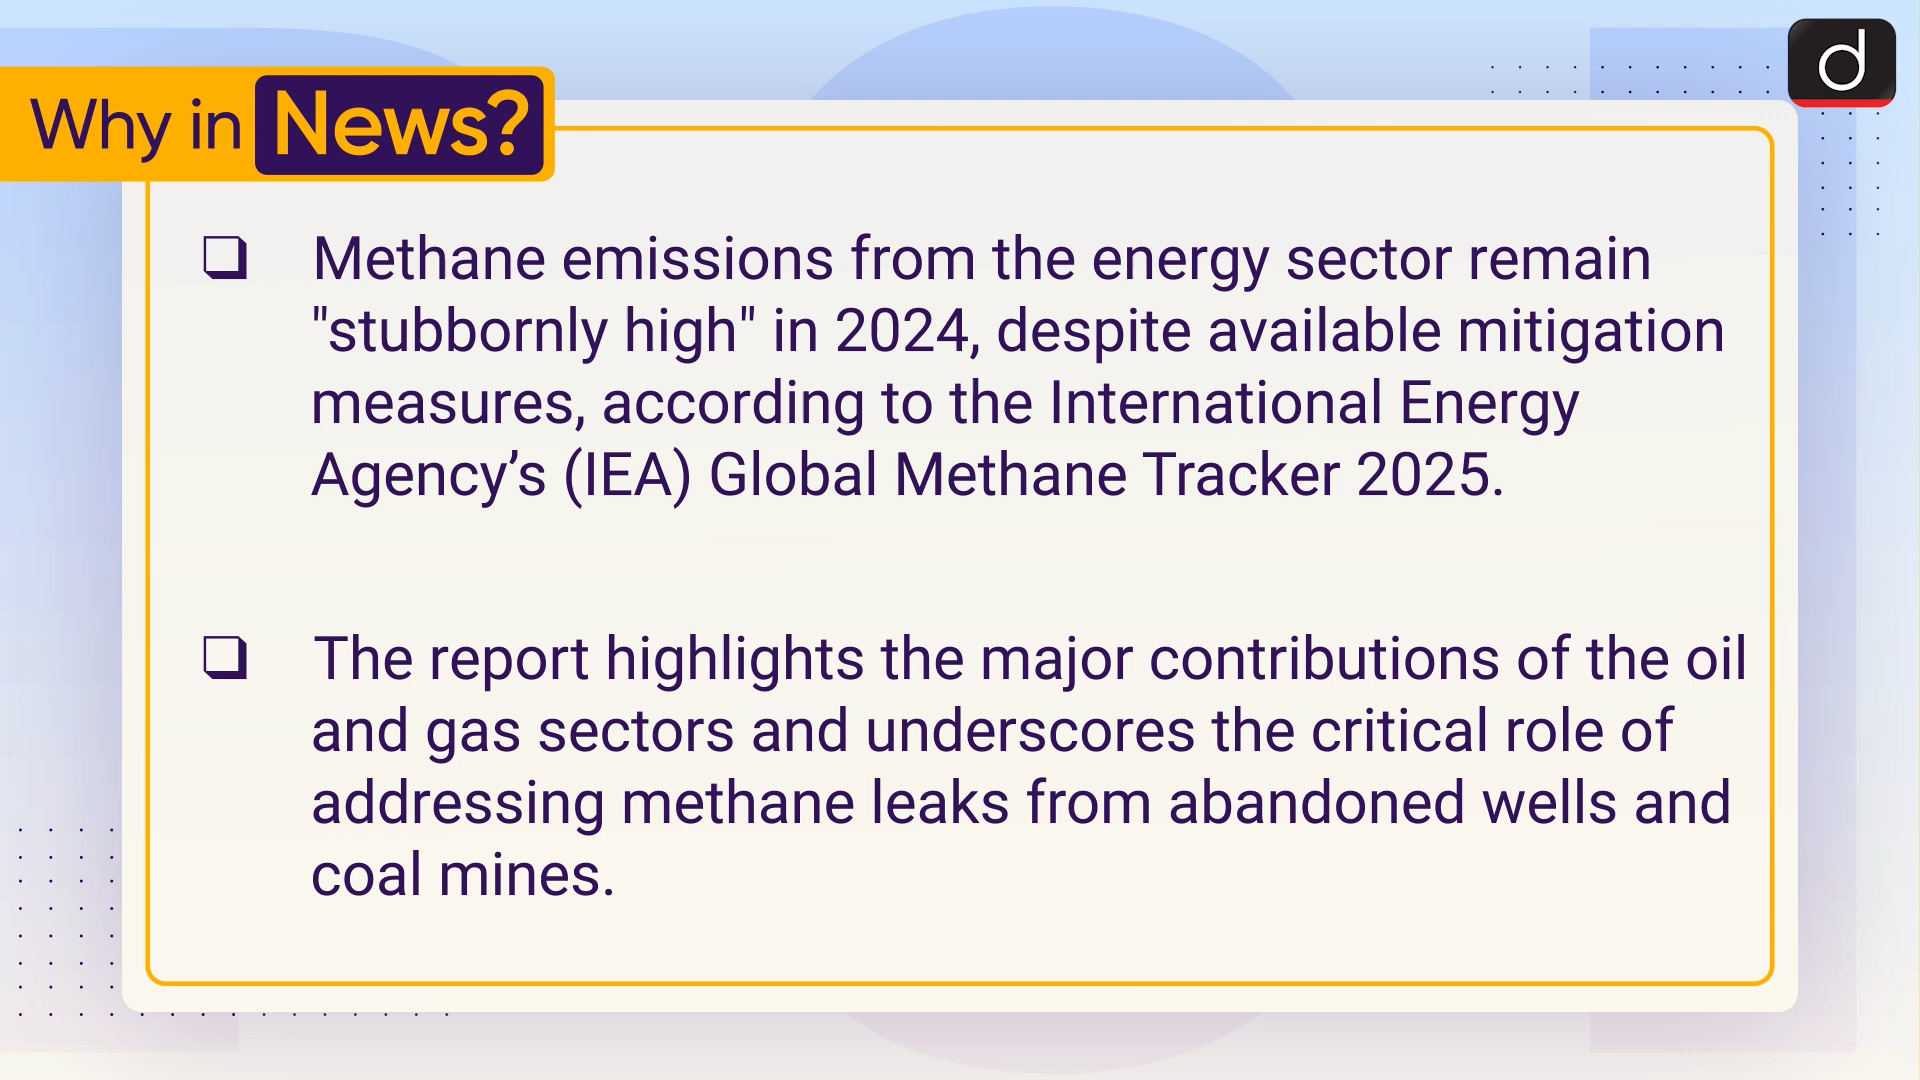 Why in News?
d
❑ Methane emissions from the energy sector remain
"stubbornly high" in 2024, despite available mitigation
measures, according to the International Energy
Agency’s (IEA) Global Methane Tracker 2025.
❑ The report highlights the major contributions of the oil
and gas sectors and underscores the critical role of
addressing methane leaks from abandoned wells and
coal mines.